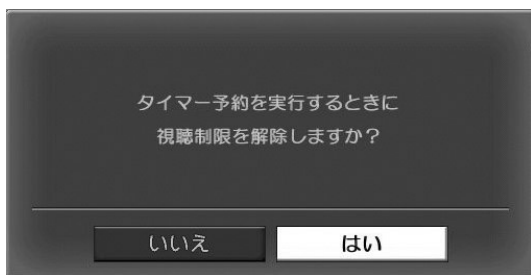 タイマー予約を実行するときに
視聴制限を解除しますか？
いいえ
はい